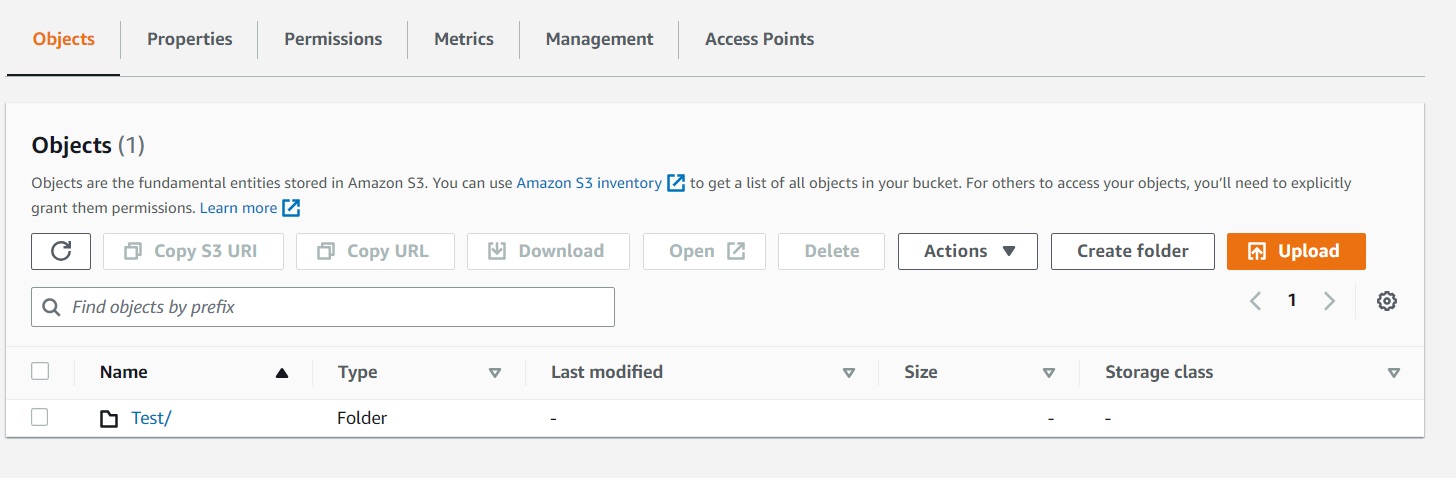 Objects Properties Permissions Metrics Management Access Points
Objects (1)
Objects are the fundamental entities stored in Amazon S3. You can use Amazon S3 inventory to get a list of all objects in your bucket. For others to access your objects, you'll need to explicitly
grant them permissions. Learn more
Copy S3 URI Copy URL Download Open Delete Actions Create folder Upload
Find objects by prefix 1
Name Type Last modified Size Storage class
Test/ Folder - - -